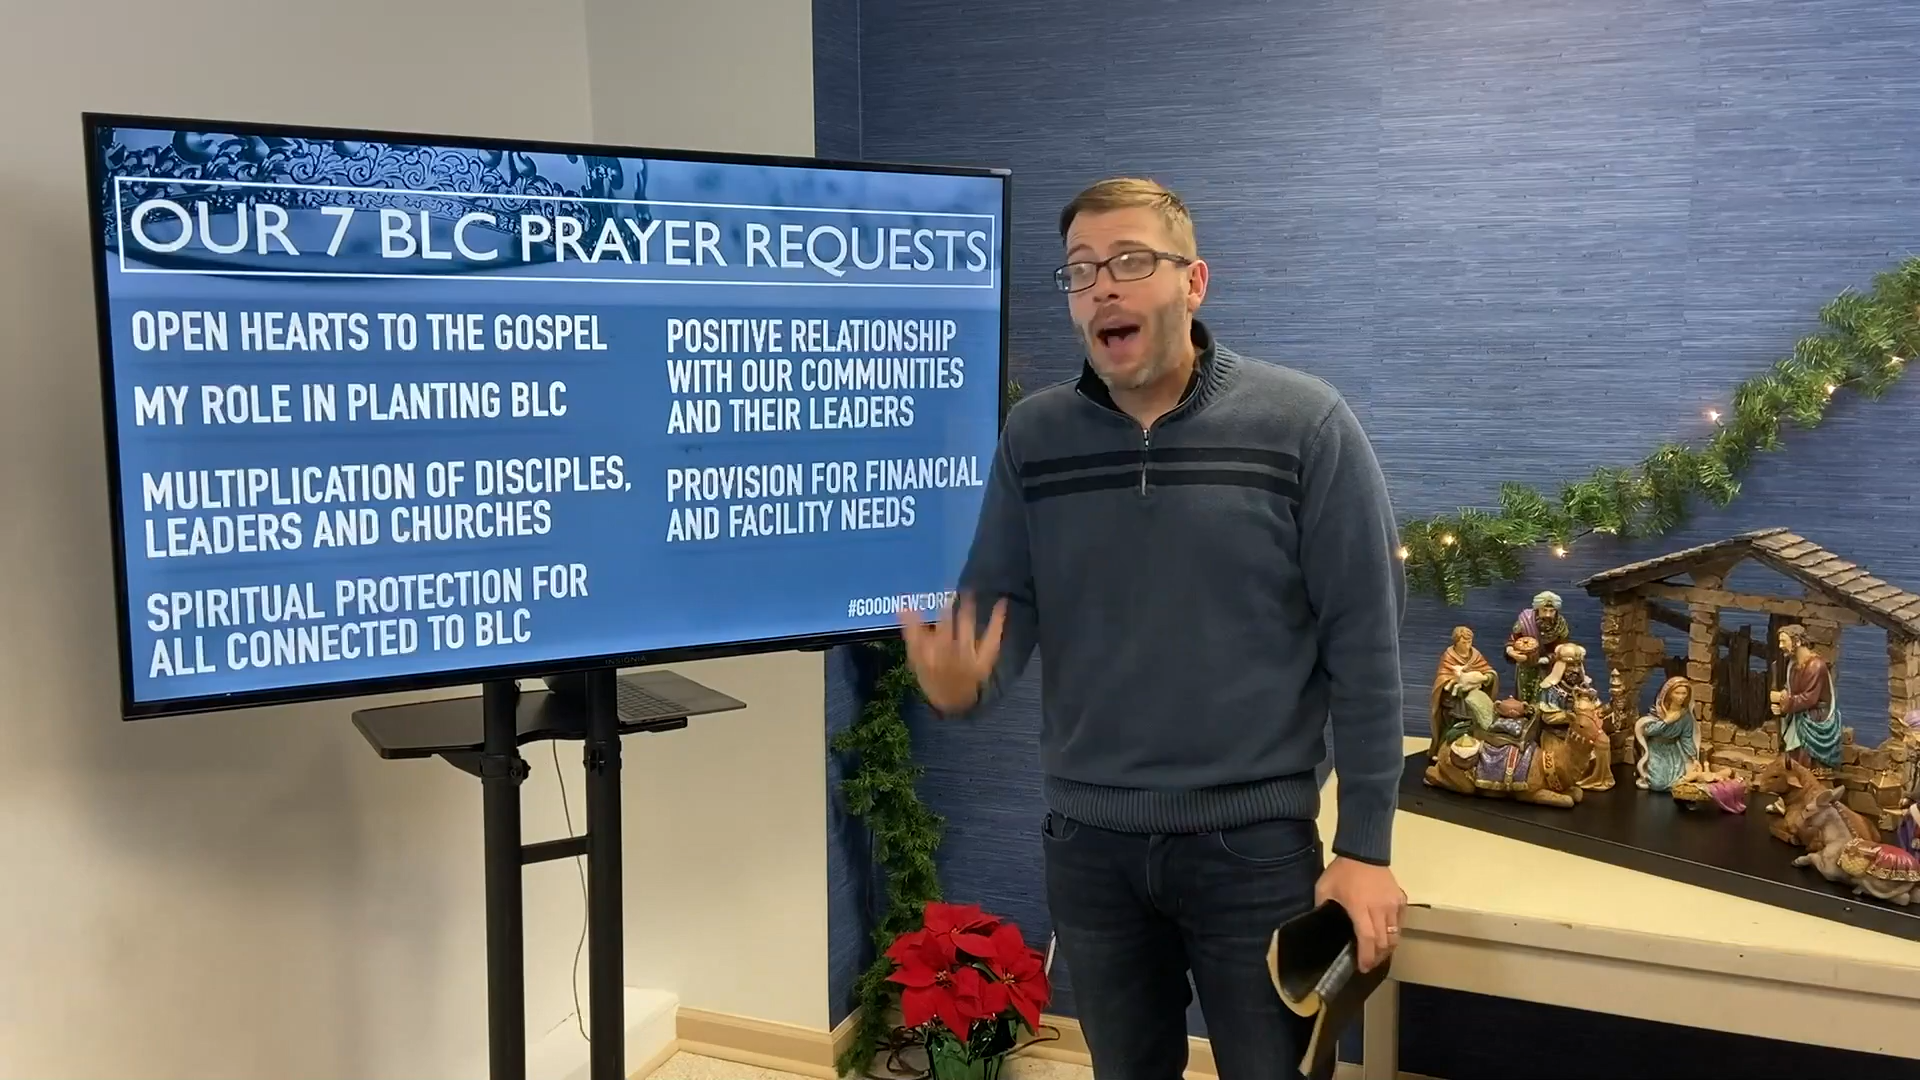 OUR 7 BLC PRAYER REQUESTS
OPEN HEARTS TO THE GOSPEL
MY ROLE IN PLANTING BLC
MULTIPLICATION OF DISCIPLES,
LEADERS AND CHURCHES
SPIRITUAL PROTECTION FOR
ALL CONNECTED TO BLC
POSITIVE RELATIONSHIP
WITH OUR COMMUNITIES
AND THEIR LEADERS
PROVISION FOR FINANCIAL
AND FACILITY NEEDS
INSIGNIA